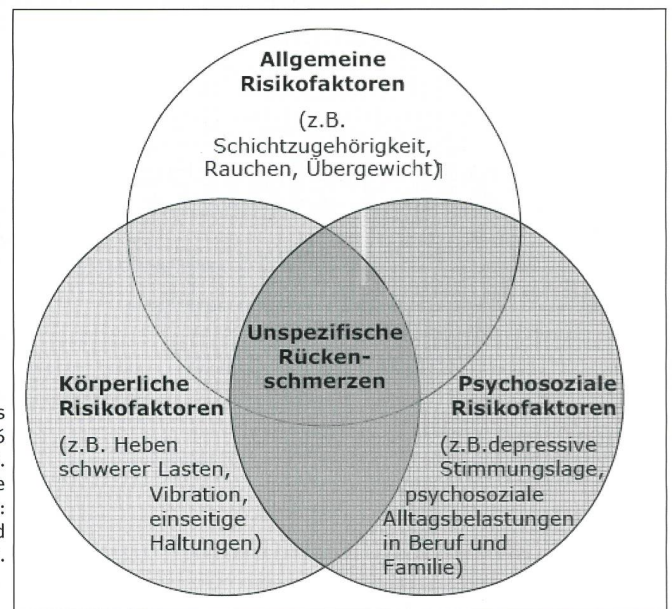 Allgemeine
Risikofaktoren
(z.B.
Schichtzugehörigkeit,
Rauchen, Übergewicht)
Unspezifische
Rücken-
schmerzen
Körperliche
Risikofaktoren
(z.B. Heben
schwerer Lasten,
Vibration,
einseitige
Haltungen)
Psychosoziale
Risikofaktoren
(z.B.depressive
Stimmungslage,
psychosoziale
Alltagsbelastungen
in Beruf und
Familie)